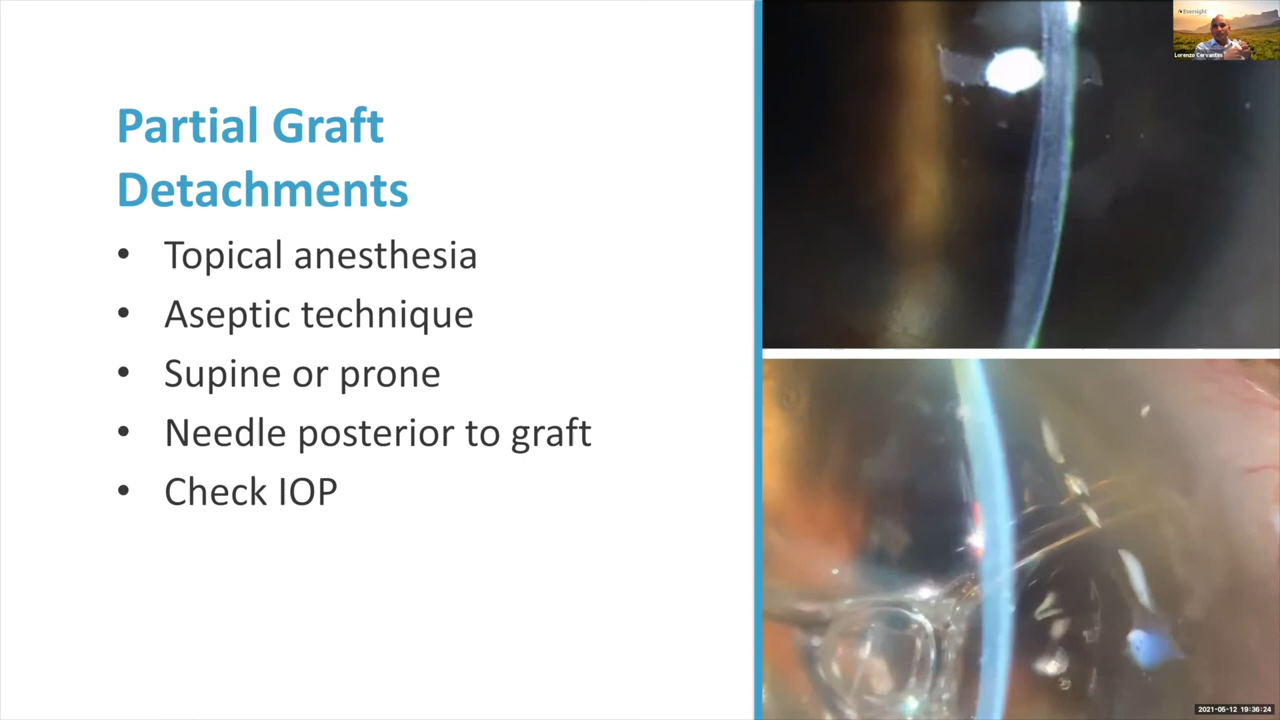 Partial Graft
Detachments
• Topical anesthesia
• Aseptic technique
• Supine or prone
• Needle posterior to graft
• Check IOP
Eversight
Lorenzo Cervantes
2021-05-12 19:36:24